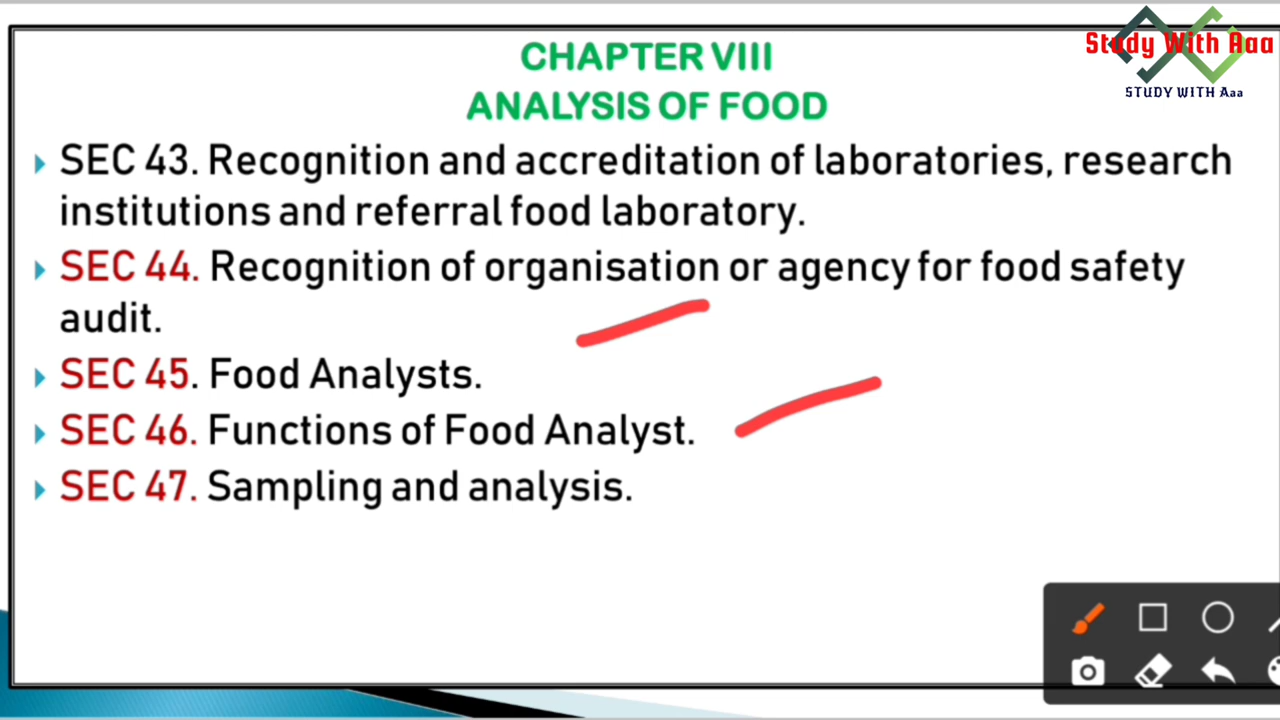 Study With Aaa
STUDY WITH Aaa
CHAPTER VIII
ANALYSIS OF FOOD
SEC 43. Recognition and accreditation of laboratories, research
institutions and referral food laboratory.
SEC 44. Recognition of organisation or agency for food safety
audit.
SEC 45. Food Analysts.
SEC 46. Functions of Food Analyst.
SEC 47. Sampling and analysis.